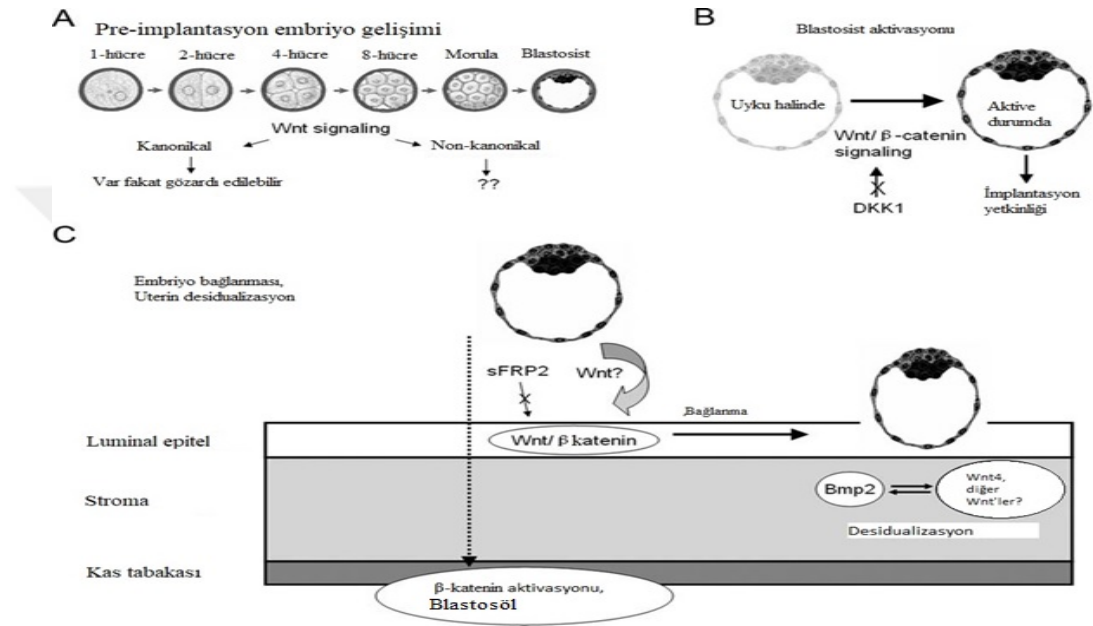 A
Pre-implantasyon embriyo gelişimi
1-hücre 2-hücre 4-hücre 8-hücre Morula Blastosist
Wnt signaling
Kanonikal Non-kanonikal
Var fakat gözardı edilebilir ??
B
Blastosist aktivasyonu
Uyku halinde
Aktive
durumda
Wnt/ β -catenin
signaling
DKK1
İmplantasyon
yetkinliği
C
Embriyo bağlanması,
Uterin desidualizasyon
sFRP2 Wnt?
Bağlanma
Luminal epitel
Wnt/ β katenin
Stroma
Bmp2
Wnt4,
diğer
Wnt'ler?
Desidualizasyon
Kas tabakası
β-katenin aktivasyonu,
Blastosöl